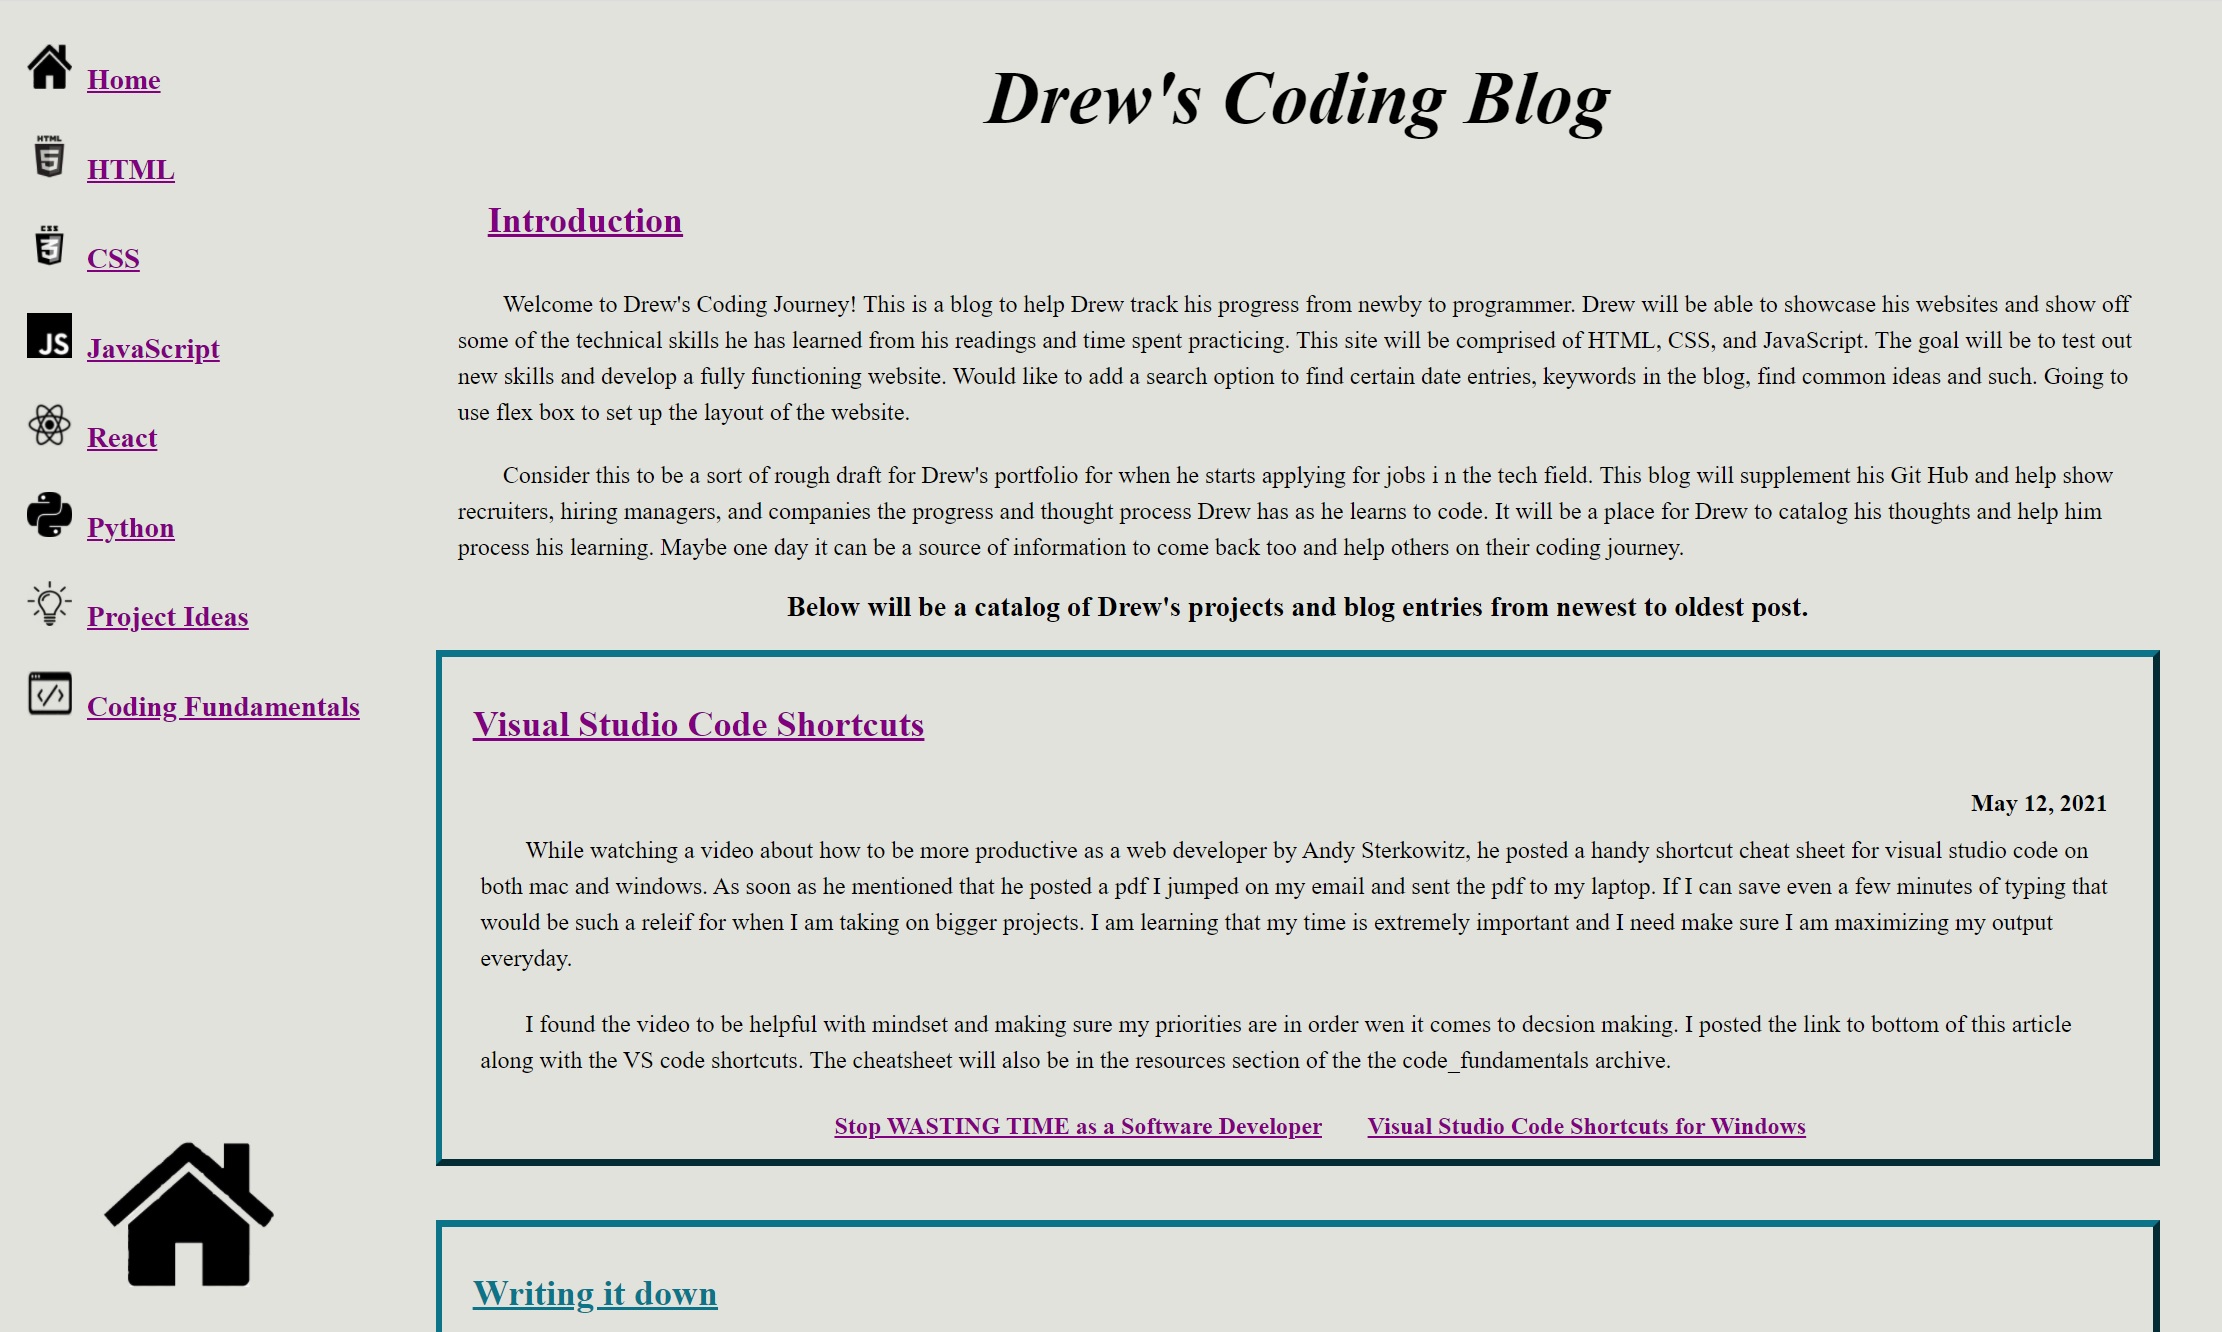 Home
HTML
HTML
5
CSS
CSS
3
JavaScript
JS
React
Python
Project Ideas
Coding Fundamentals
</>
Drew's Coding Blog
Introduction
Welcome to Drew's Coding Journey! This is a blog to help Drew track his progress from newby to programmer. Drew will be able to showcase his websites and show off
some of the technical skills he has learned from his readings and time spent practicing. This site will be comprised of HTML, CSS, and JavaScript. The goal will be to test out
new skills and develop a fully functioning website. Would like to add a search option to find certain date entries, keywords in the blog, find common ideas and such. Going to
use flex box to set up the layout of the website.
Consider this to be a sort of rough draft for Drew's portfolio for when he starts applying for jobs i n the tech field. This blog will supplement his Git Hub and help show
recruiters, hiring managers, and companies the progress and thought process Drew has as he learns to code. It will be a place for Drew to catalog his thoughts and help him
process his learning. Maybe one day it can be a source of information to come back too and help others on their coding journey.
Below will be a catalog of Drew's projects and blog entries from newest to oldest post.
Visual Studio Code Shortcuts
May 12, 2021
While watching a video about how to be more productive as a web developer by Andy Sterkowitz, he posted a handy shortcut cheat sheet for visual studio code on
both mac and windows. As soon as he mentioned that he posted a pdf I jumped on my email and sent the pdf to my laptop. If I can save even a few minutes of typing that
would be such a releif for when I am taking on bigger projects. I am learning that my time is extremely important and I need make sure I am maximizing my output
everyday.
I found the video to be helpful with mindset and making sure my priorities are in order wen it comes to decsion making. I posted the link to bottom of this article
along with the VS code shortcuts. The cheatsheet will also be in the resources section of the the code_fundamentals archive.
Stop WASTING TIME as a Software Developer Visual Studio Code Shortcuts for Windows
Writing it down